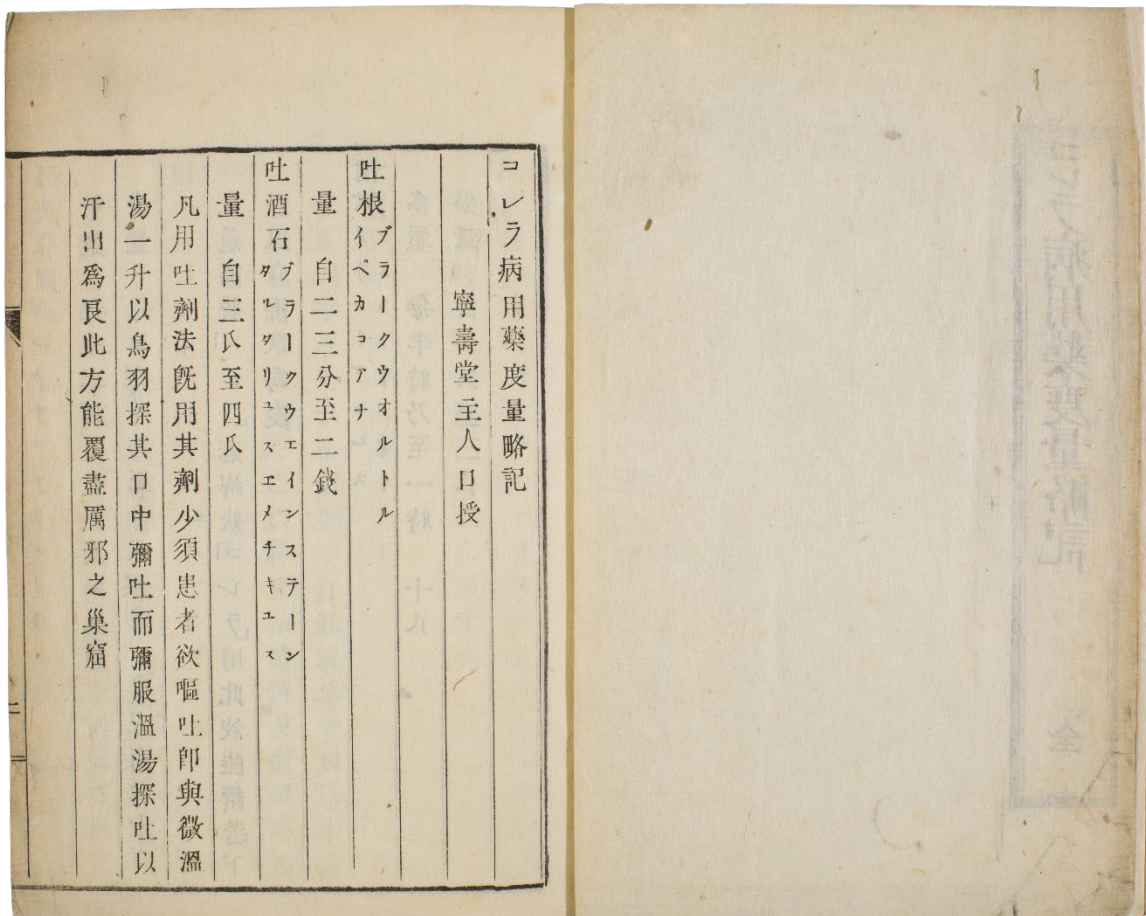 コレラ病用藥度量略記
寧壽堂主人口授
吐根ブラークウオルトル
イペカコアナ
量　自二三分至二錢
吐酒石ブラークウエインステーン
タルタリュスエメチキュス
量自三氏至四氏
凡用吐劑法旣用其劑少須患者欲嘔吐卽與微溫
湯一升以鳥羽探其口中彌吐而彌服溫湯探吐以
汗出爲良此方能覆盡厲邪之巢窟